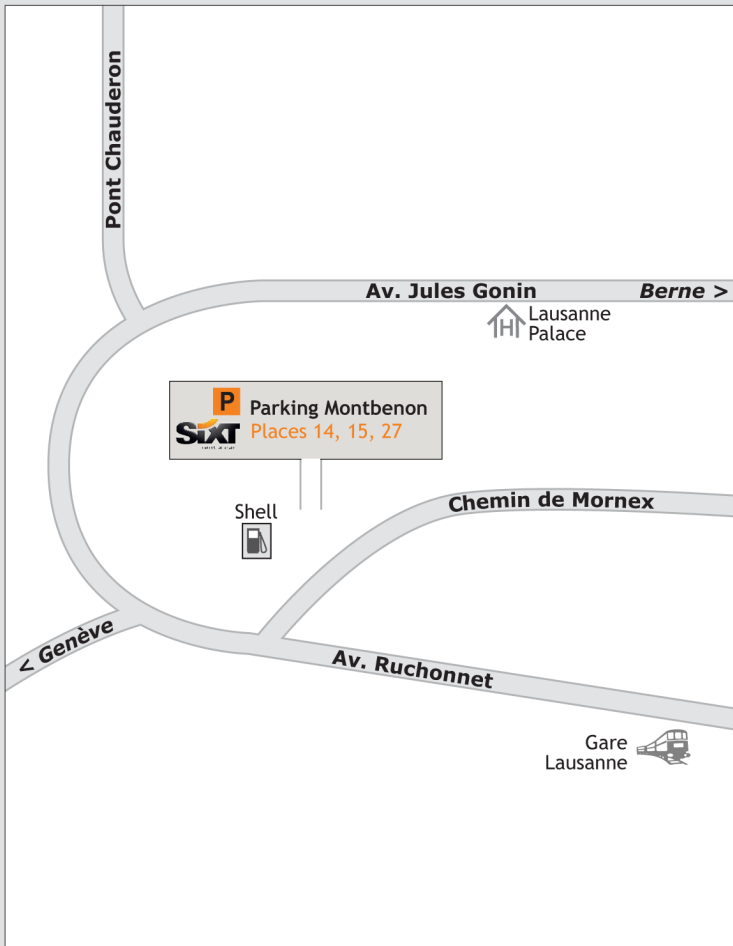 Pont Chauderon
Av. Jules Gonin
Berne >
H
Lausanne
Palace
P
Parking Montbenon
SIXT
Places 14, 15, 27
Shell
Chemin de Mornex
< Genève
Av. Ruchonnet
Gare
Lausanne